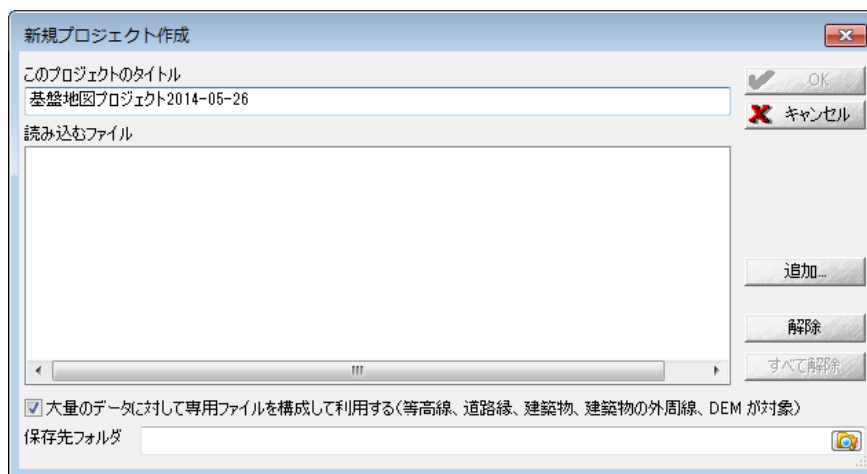 新規プロジェクト作成
このプロジェクトのタイトル
基盤地図プロジェクト2014-05-26
OK
キャンセル
読み込むファイル
追加...
解除
すべて解除
大量のデータに対して専用ファイルを構成して利用する(等高線、道路縁、建築物、建築物の外周線、DEM が対象)
保存先フォルダ